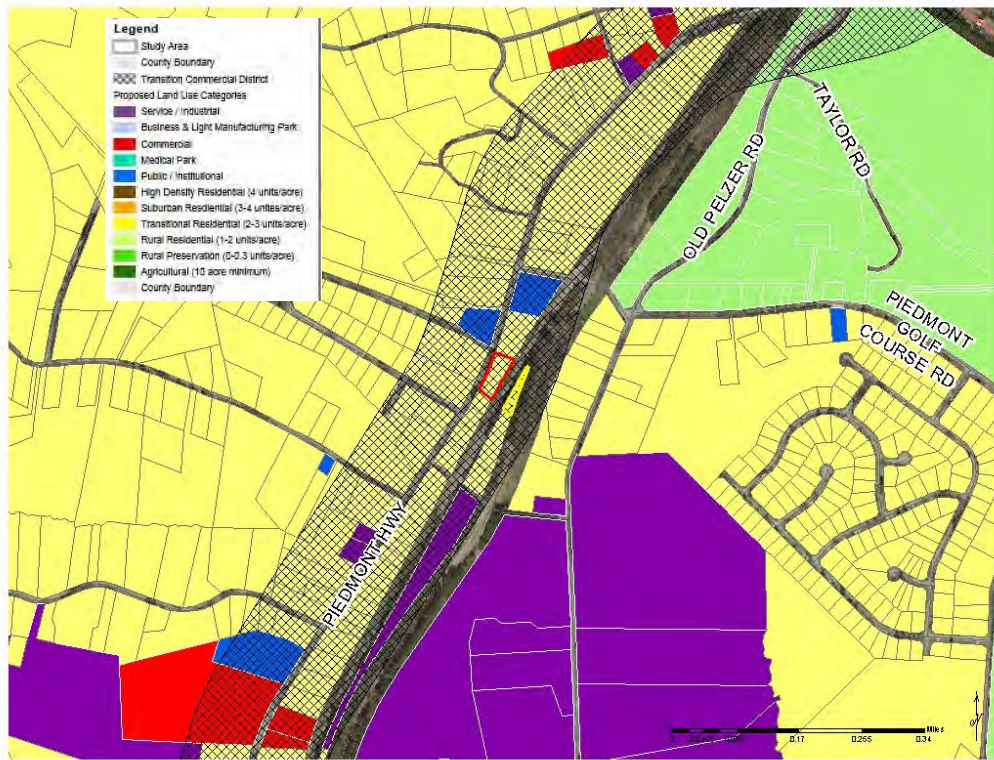 Legend
Study Area
County Boundary
Transition Commercial District
Proposed Land Use Categories
Service / Industrial
Business & Light Manufacturing Park
Commercial
Medical Park
Public / Institutional
High Density Residential (4 units/acre)
Suburban Residential (3-4 unites/acre)
Transitional Residential (2-3 units/acre)
Rural Residential (1-2 units/acre)
Rural Preservation (0-0.3 units/acre)
Agricultural (10 acre minimum)
County Boundary
OLD PELZER RD
TAYLOR RD
PIEDMONT
GOLF
COURSE RD
PIEDMONT HWY
Miles
0
0.17
0.255
0.34